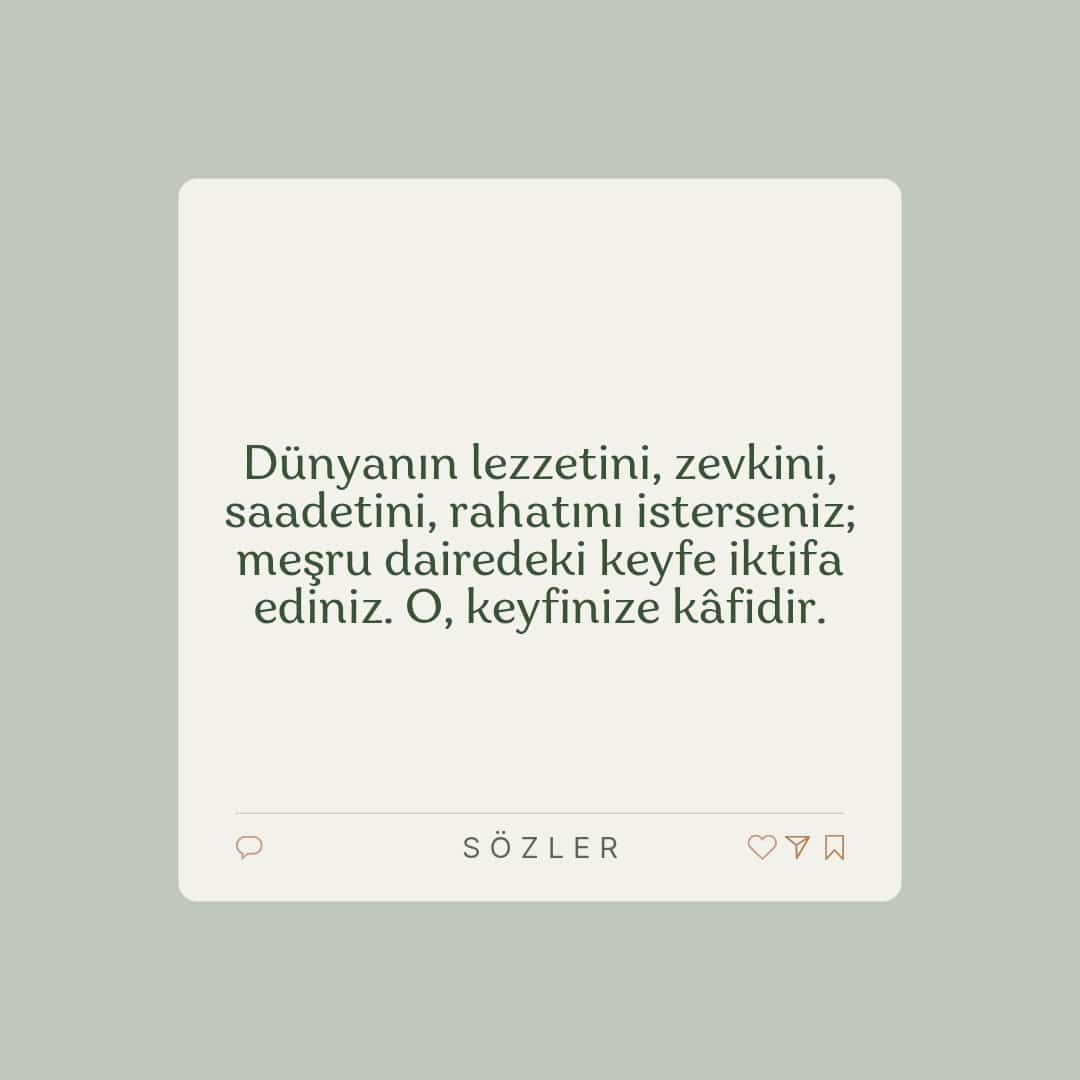 Dünyanın lezzetini, zevkini,
saadetini, rahatını isterseniz;
meşru dairedeki keyfe iktifa
ediniz. O, keyfinize kâfidir.
SÖZLER